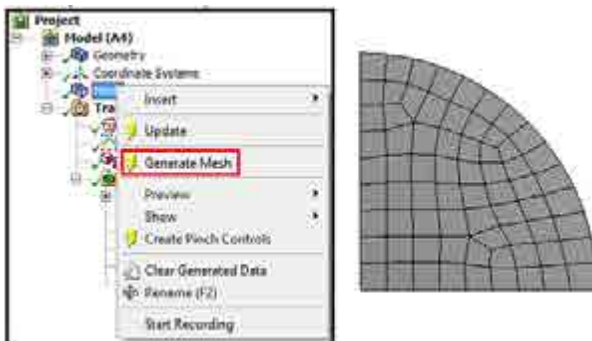 Project
Model (A4)
Geometry
Coordinate Systems
Tra
Insert
Update
Generate Mesh
Preview
Show
Create Pinch Controls
Clear Generated Data
Rename (F2)
Start Recording